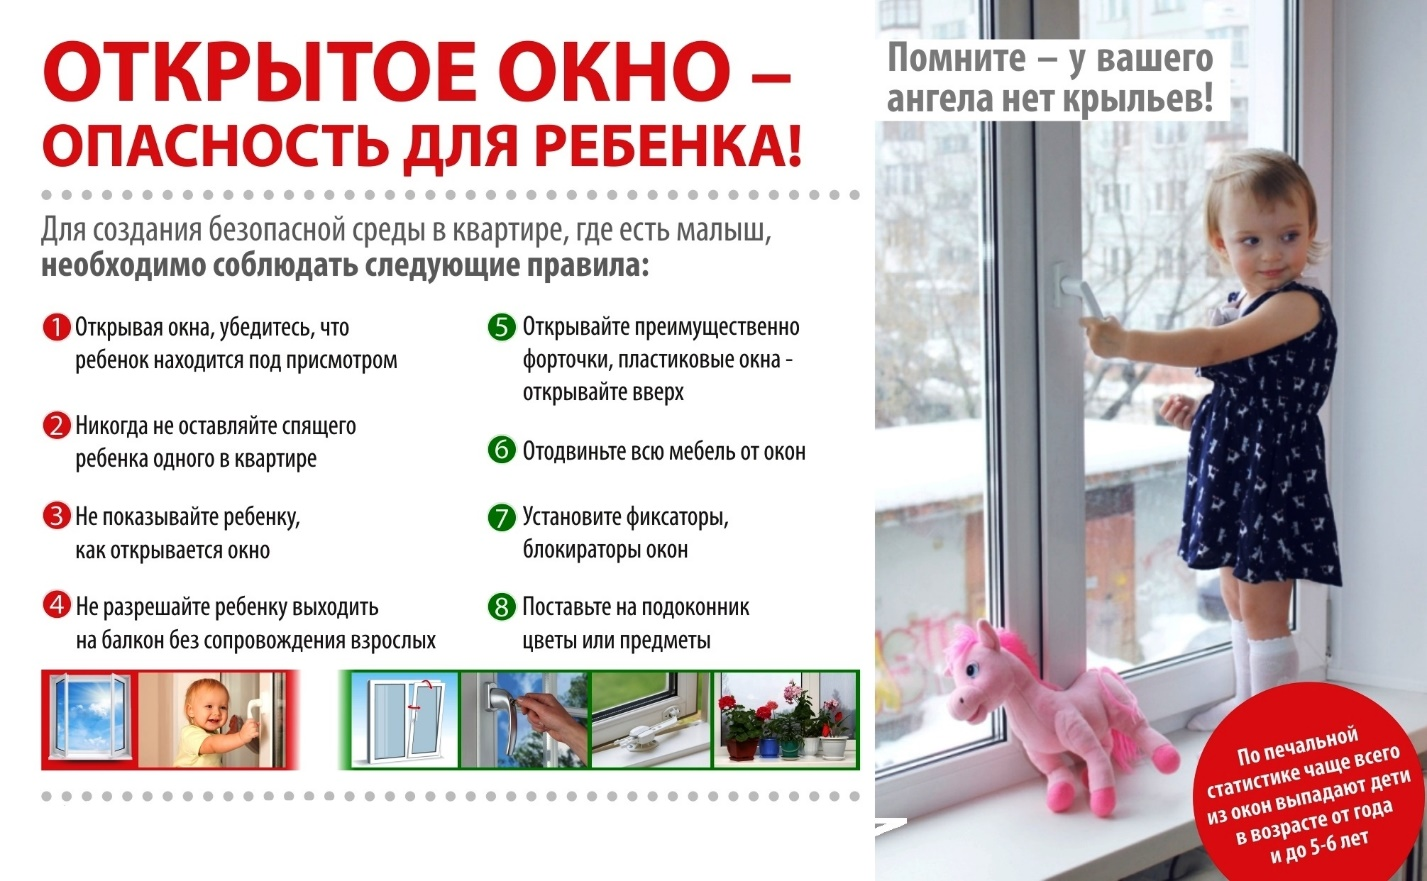 ОТКРЫТОЕ ОКНО –
ОПАСНОСТЬ ДЛЯ РЕБЕНКА!
Для создания безопасной среды в квартире, где есть малыш,
необходимо соблюдать следующие правила:
1 Открывая окна, убедитесь, что
ребенок находится под присмотром
2 Никогда не оставляйте спящего
ребенка одного в квартире
3 Не показывайте ребенку,
как открывается окно
4 Не разрешайте ребенку выходить
на балкон без сопровождения взрослых
5 Открывайте преимущественно
форточки, пластиковые окна -
открывайте вверх
6 Отодвиньте всю мебель от окон
7 Установите фиксаторы,
блокираторы окон
8 Поставьте на подоконник
цветы или предметы
Помните – у вашего
ангела нет крыльев!
По печальной
статистике чаще всего
из окон выпадают дети
в возрасте от года
и до 5-6 лет